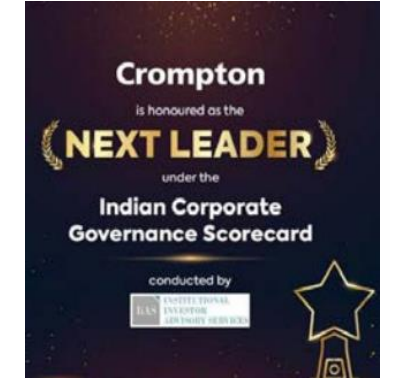 Crompton
is honoured as the
NEXT LEADER
under the
Indian Corporate
Governance Scorecard
conducted by
IiAS
INSTITUTIONAL
INVESTOR
ADVISORY SERVICES